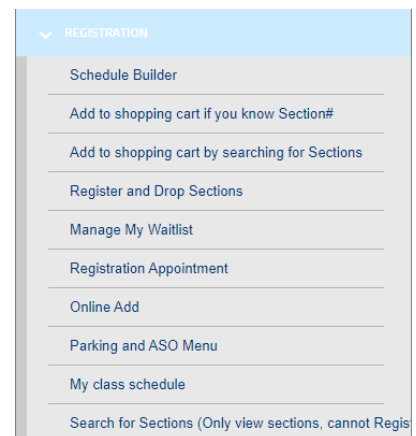 REGISTRATION
Schedule Builder
Add to shopping cart if you know Section#
Add to shopping cart by searching for Sections
Register and Drop Sections
Manage My Waitlist
Registration Appointment
Online Add
Parking and ASO Menu
My class schedule
Search for Sections (Only view sections, cannot Regis